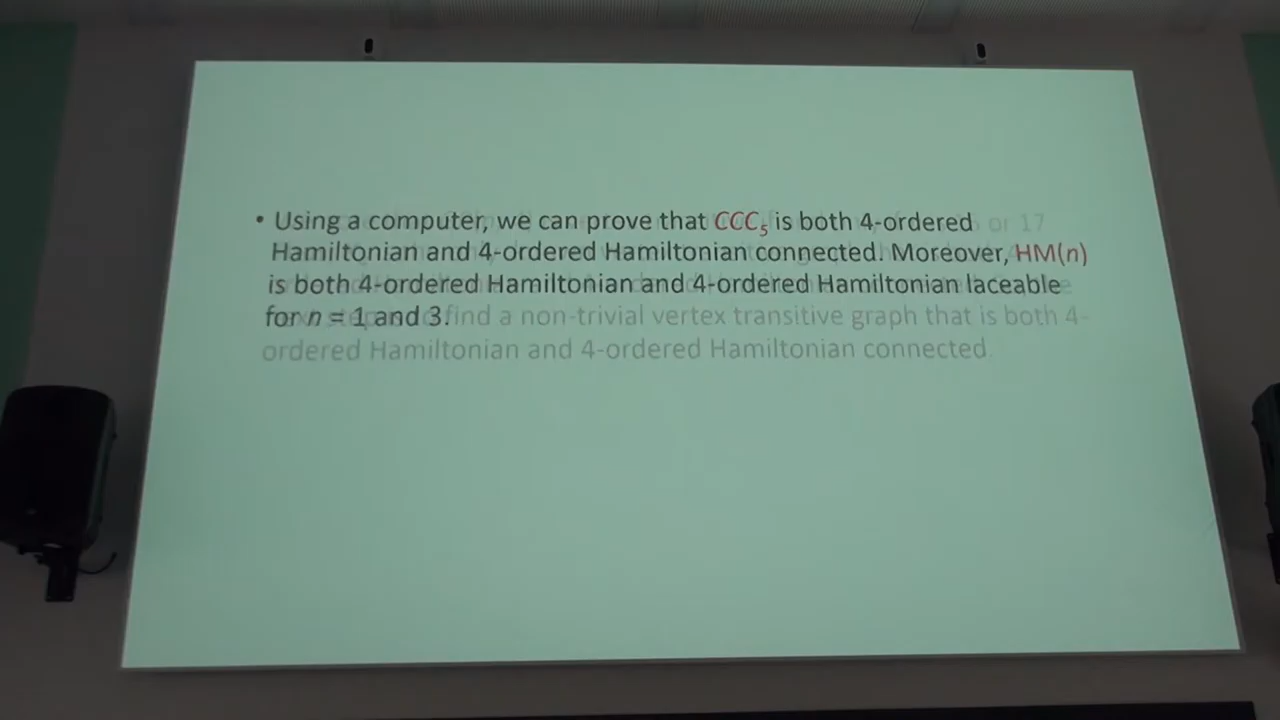 • Using a computer, we can prove that CCC₅ is both 4-ordered or 17
Hamiltonian and 4-ordered Hamiltonian connected. Moreover, HM(n)
is both 4-ordered Hamiltonian and 4-ordered Hamiltonian laceable
for n = 1 and 3. find a non-trivial vertex transitive graph that is both 4-
ordered Hamiltonian and 4-ordered Hamiltonian connected.